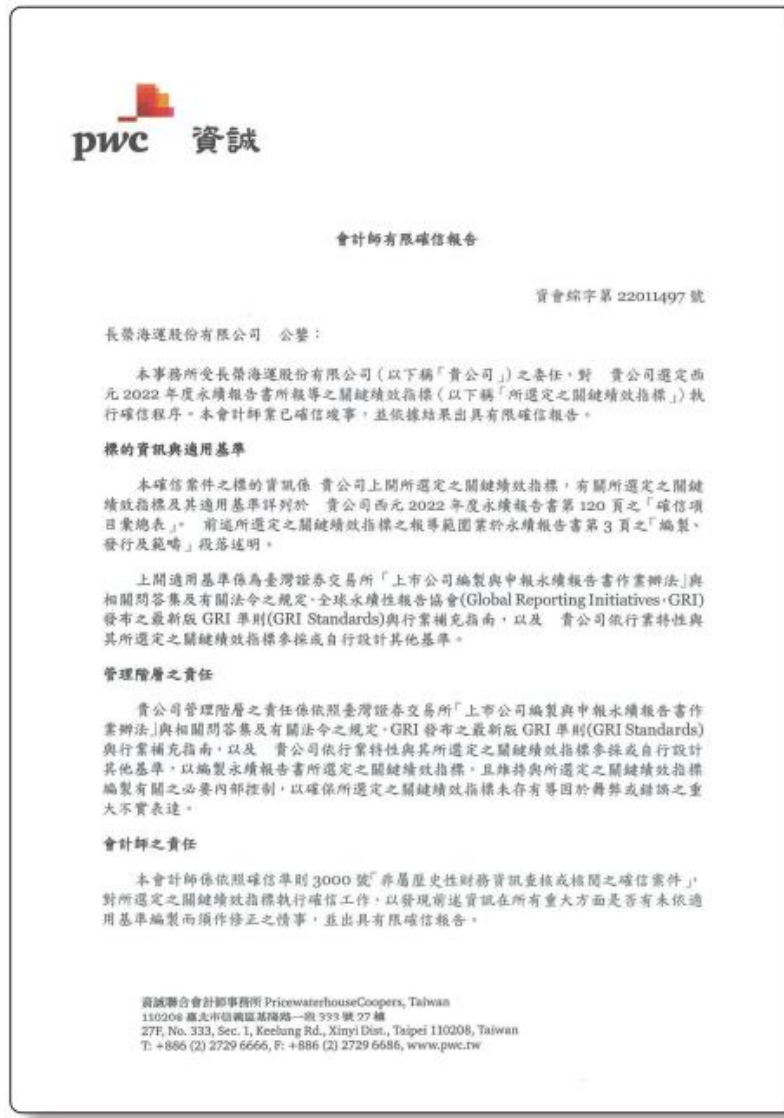 pwc 資誠
會計師有限確信報告
資會綜字第 22011497 號
長榮海運股份有限公司 公鑒：
本事務所受長榮海運股份有限公司（以下稱「貴公司」）之委任，對 貴公司選定西
元 2022 年度永續報告書所報導之關鍵績效指標（以下稱「所選定之關鍵績效指標」）執
行確信程序。本會計師業已確信竣事，並依據結果出具有限確信報告。
標的資訊與適用基準
本確信案件之標的資訊係 貴公司上開所選定之關鍵績效指標，有關所選定之關鍵
績效指標及其適用基準詳列於 貴公司西元 2022 年度永續報告書第 120 頁之「確信項
目彙總表」。 前述所選定之關鍵績效指標之報導範圍業於永續報告書第 3 頁之「編製、
發行及範疇」段落述明。
上開適用基準係為臺灣證券交易所「上市公司編製與申報永續報告書作業辦法」與
相關問答集及有關法令之規定、全球永續性報告協會(Global Reporting Initiatives，GRI)
發布之最新版 GRI 準則(GRI Standards)與行業補充指南，以及 貴公司依行業特性與
其所選定之關鍵績效指標參採或自行設計其他基準。
管理階層之責任
貴公司管理階層之責任係依照臺灣證券交易所「上市公司編製與申報永續報告書作
業辦法」與相關問答集及有關法令之規定、GRI 發布之最新版 GRI 準則(GRI Standards)
與行業補充指南，以及 貴公司依行業特性與其所選定之關鍵績效指標參採或自行設計
其他基準，以編製永續報告書所選定之關鍵績效指標，且維持與所選定之關鍵績效指標
編製有關之必要內部控制，以確保所選定之關鍵績效指標未存有導因於舞弊或錯誤之重
大不實表達。
會計師之責任
本會計師係依照確信準則 3000 號「非屬歷史性財務資訊查核或核閱之確信案件」，
對所選定之關鍵績效指標執行確信工作，以發現前述資訊在所有重大方面是否有未依適
用基準編製而須作修正之情事，並出具有限確信報告。
資誠聯合會計師事務所 PricewaterhouseCoopers, Taiwan
110208 臺北市信義區基隆路一段 333 號 27 樓
27F, No. 333, Sec. 1, Keelung Rd., Xinyi Dist., Taipei 110208, Taiwan
T: +886 (2) 2729 6666, F: +886 (2) 2729 6686, www.pwc.tw